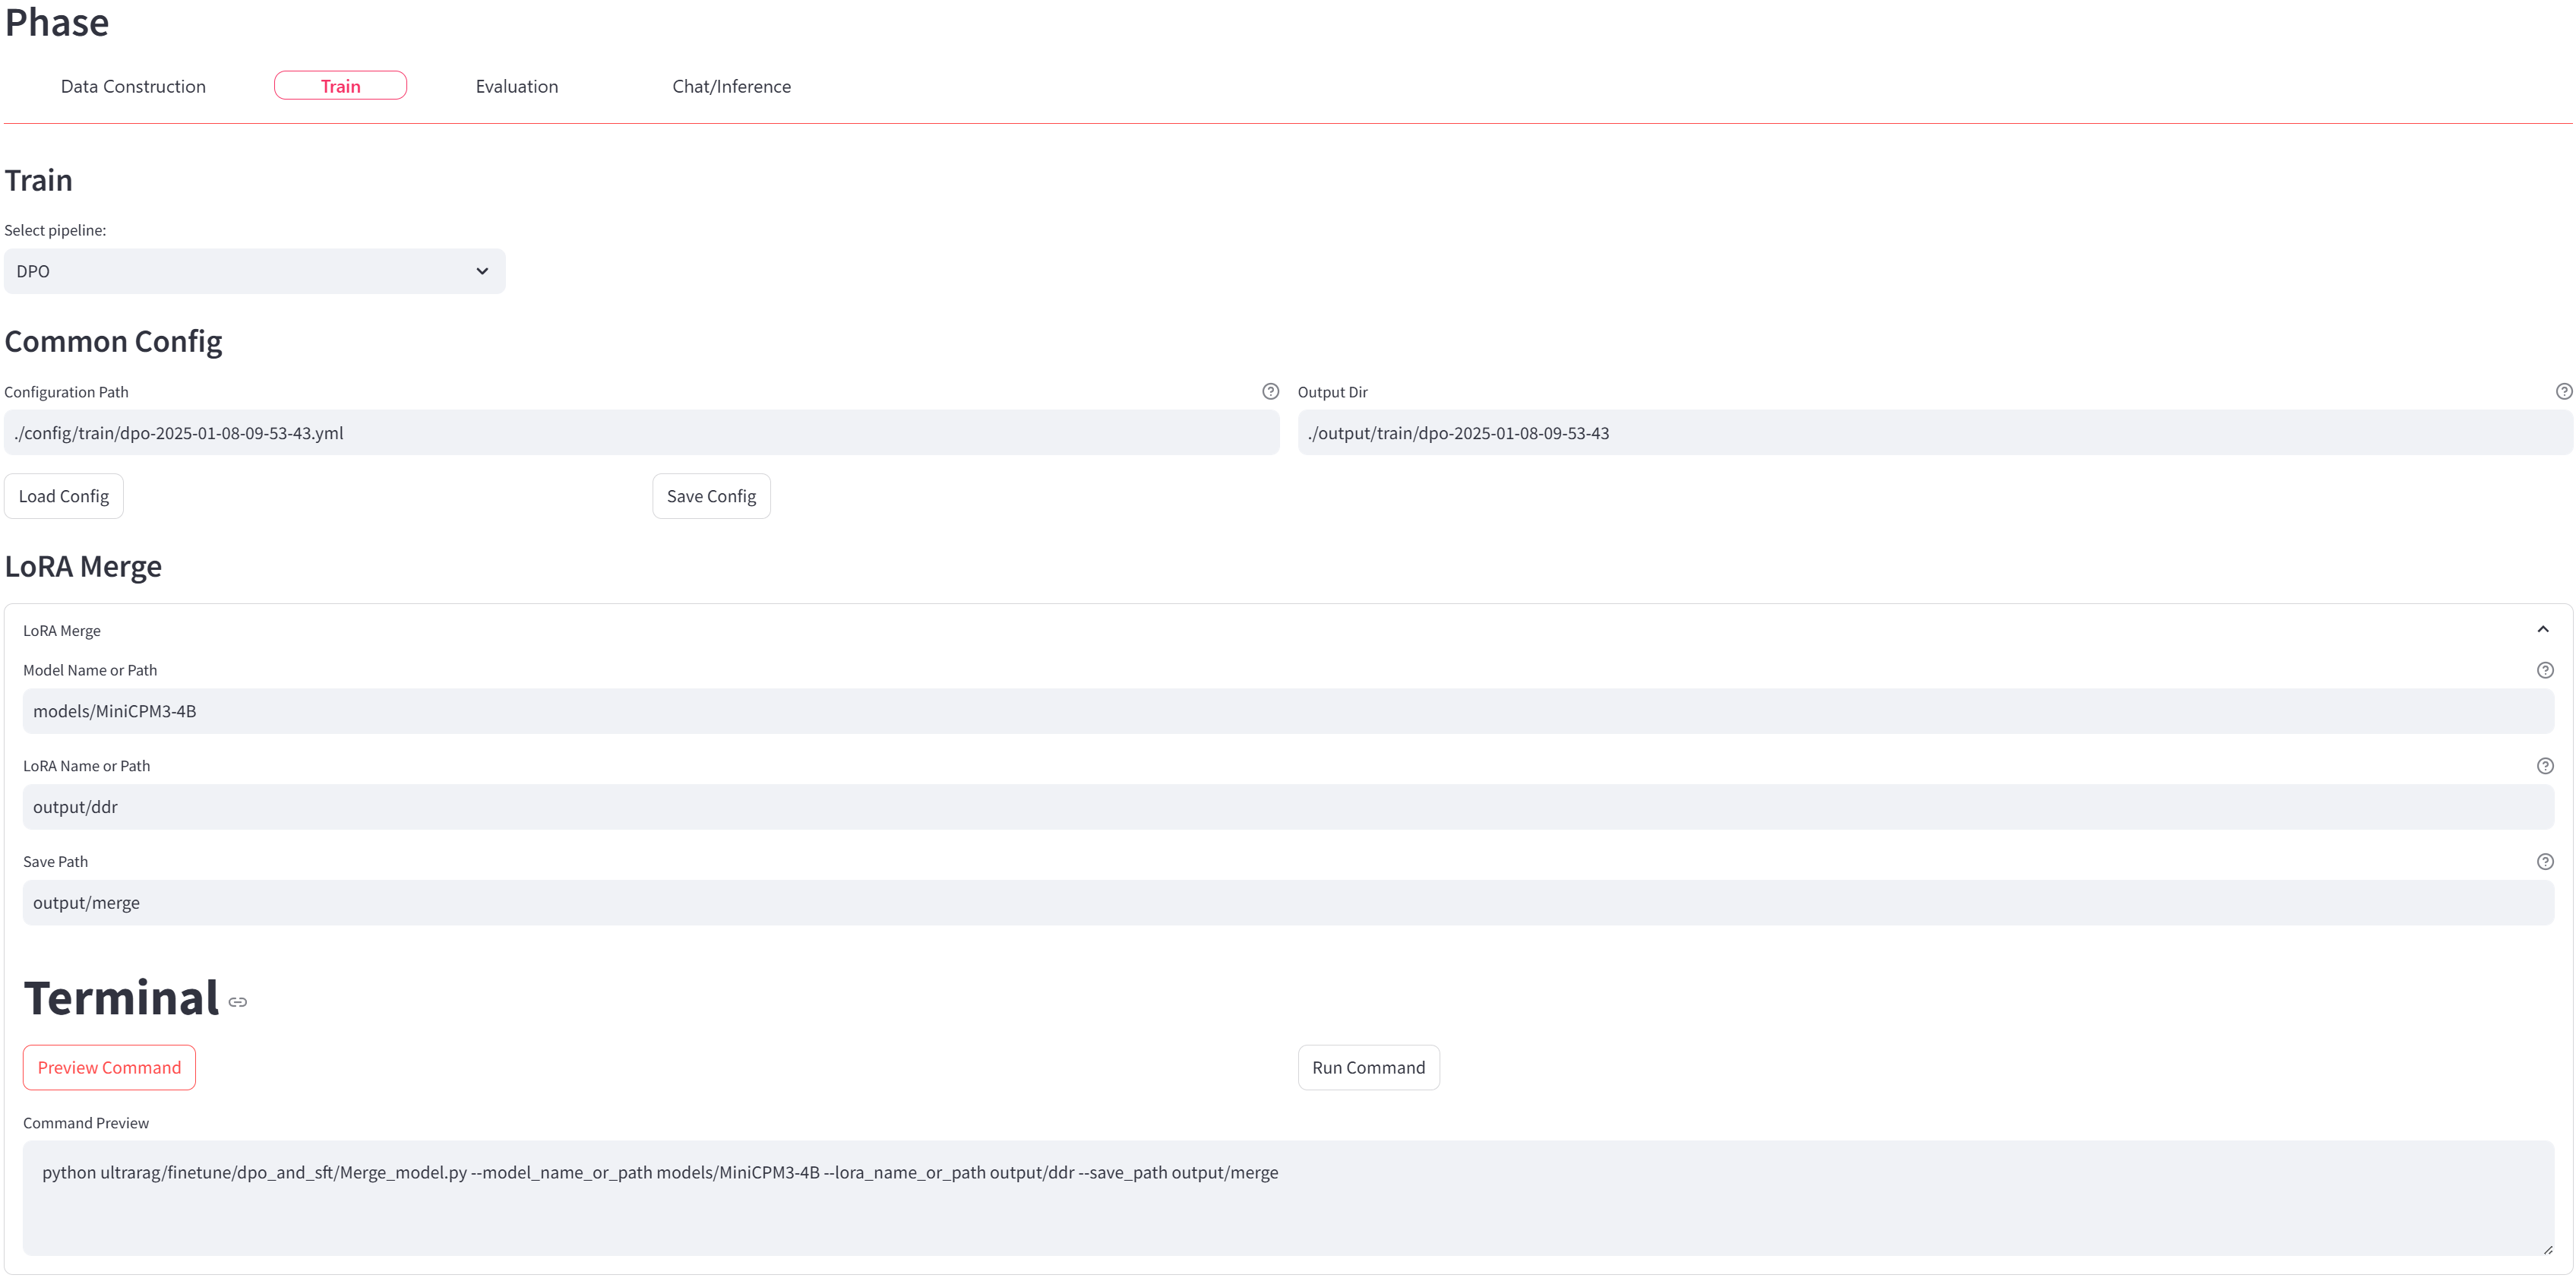 Phase
Data Construction Train Evaluation Chat/Inference
Train
Select pipeline:
DPO
Common Config
Configuration Path Output Dir
./config/train/dpo-2025-01-08-09-53-43.yml ./output/train/dpo-2025-01-08-09-53-43
Load Config Save Config
LoRA Merge
LoRA Merge
Model Name or Path
models/MiniCPM3-4B
LoRA Name or Path
output/ddr
Save Path
output/merge
Terminal
Preview Command Run Command
Command Preview
python ultrarag/finetune/dpo_and_sft/Merge_model.py --model_name_or_path models/MiniCPM3-4B --lora_name_or_path output/ddr --save_path output/merge